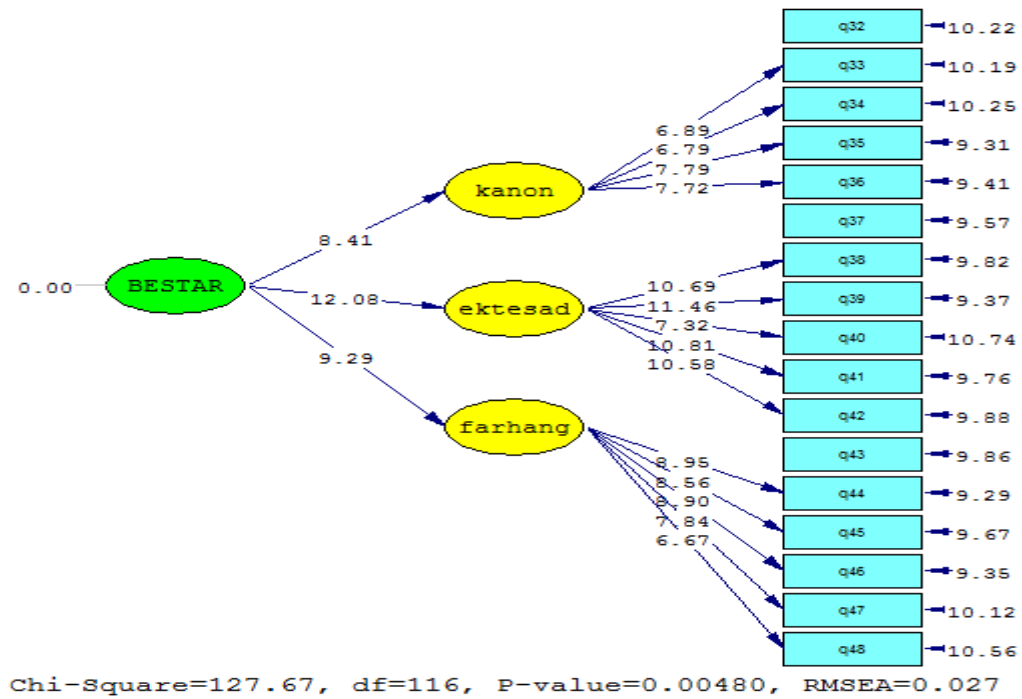 q32 10.22
q33 10.19
q34 10.25
6.89
6.79
q35 9.31
7.79
7.72
q36 9.41
kanon
q37 9.57
8.41
q38 9.82
0.00 BESTAR
10.69
12.08
11.46
q39 9.37
ektesad
7.32
q40 10.74
10.81
9.29
10.58
q41 9.76
q42 9.88
farhang
q43 9.86
8.95
8.56
q44 9.29
8.90
7.84
q45 9.67
6.67
q46 9.35
q47 10.12
q48 10.56
Chi-Square=127.67, df=116, P-value=0.00480, RMSEA=0.027